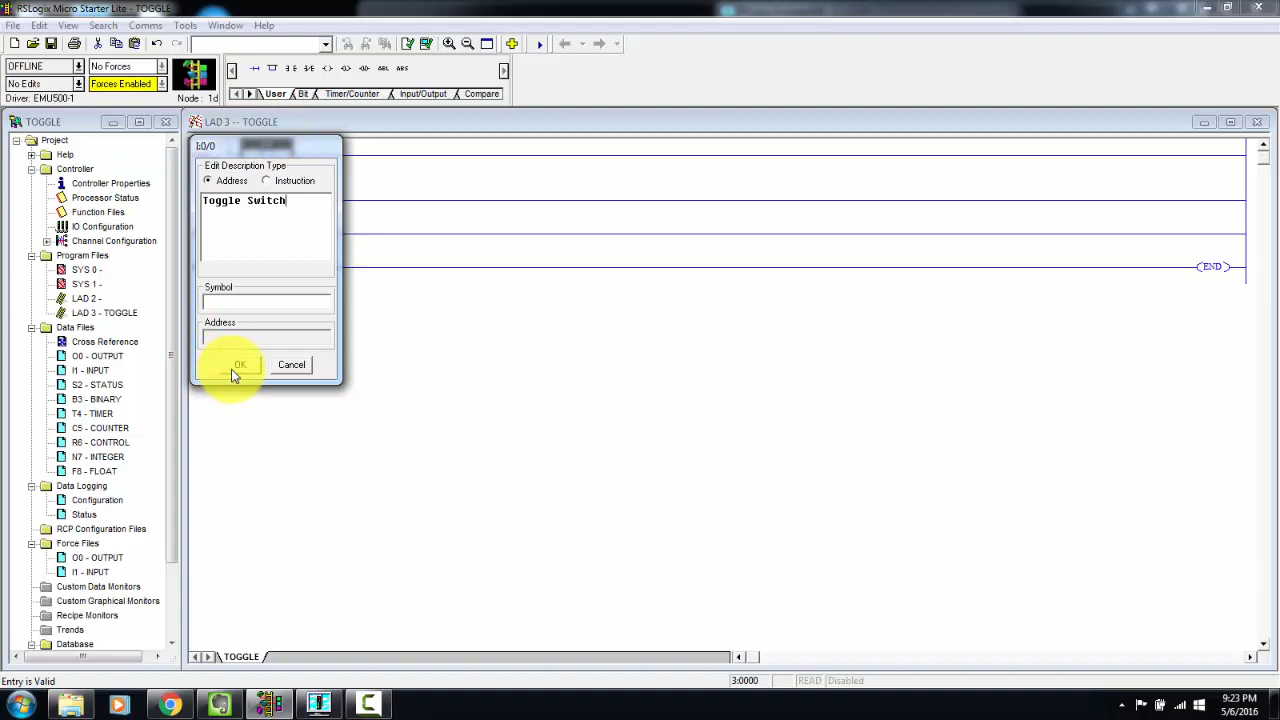 RSLogix Micro Starter Lite - TOGGLE
File Edit View Search Comms Tools Window Help
OFFLINE No Forces
No Edits Forces Enabled
Driver: EMU500-1 Node : 1d
User Bit Timer/Counter Input/Output Compare
ABL ABS
TOGGLE
Project
Help
Controller
Controller Properties
Processor Status
Function Files
IO Configuration
Channel Configuration
Program Files
SYS 0 -
SYS 1 -
LAD 2 -
LAD 3 - TOGGLE
Data Files
Cross Reference
O0 - OUTPUT
I1 - INPUT
S2 - STATUS
B3 - BINARY
T4 - TIMER
C5 - COUNTER
R6 - CONTROL
N7 - INTEGER
F8 - FLOAT
Data Logging
Configuration
Status
RCP Configuration Files
Force Files
O0 - OUTPUT
I1 - INPUT
Custom Data Monitors
Custom Graphical Monitors
Recipe Monitors
Trends
Database
LAD 3 -- TOGGLE
I:0/0
Edit Description Type
Address Instruction
Toggle Switch
Symbol
Address
OK Cancel
END
TOGGLE
Entry is Valid
3:0000 READ Disabled
9:23 PM
5/6/2016